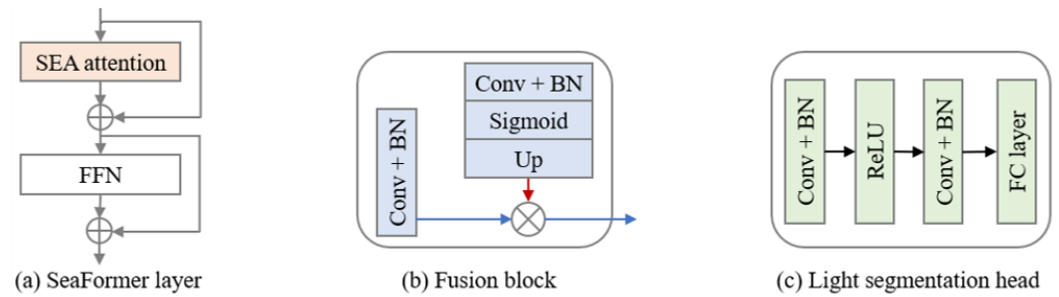 SEA attention
FFN
(a) SeaFormer layer
Conv + BN
Conv + BN
Sigmoid
Up
(b) Fusion block
Conv + BN
ReLU
Conv + BN
FC layer
(c) Light segmentation head